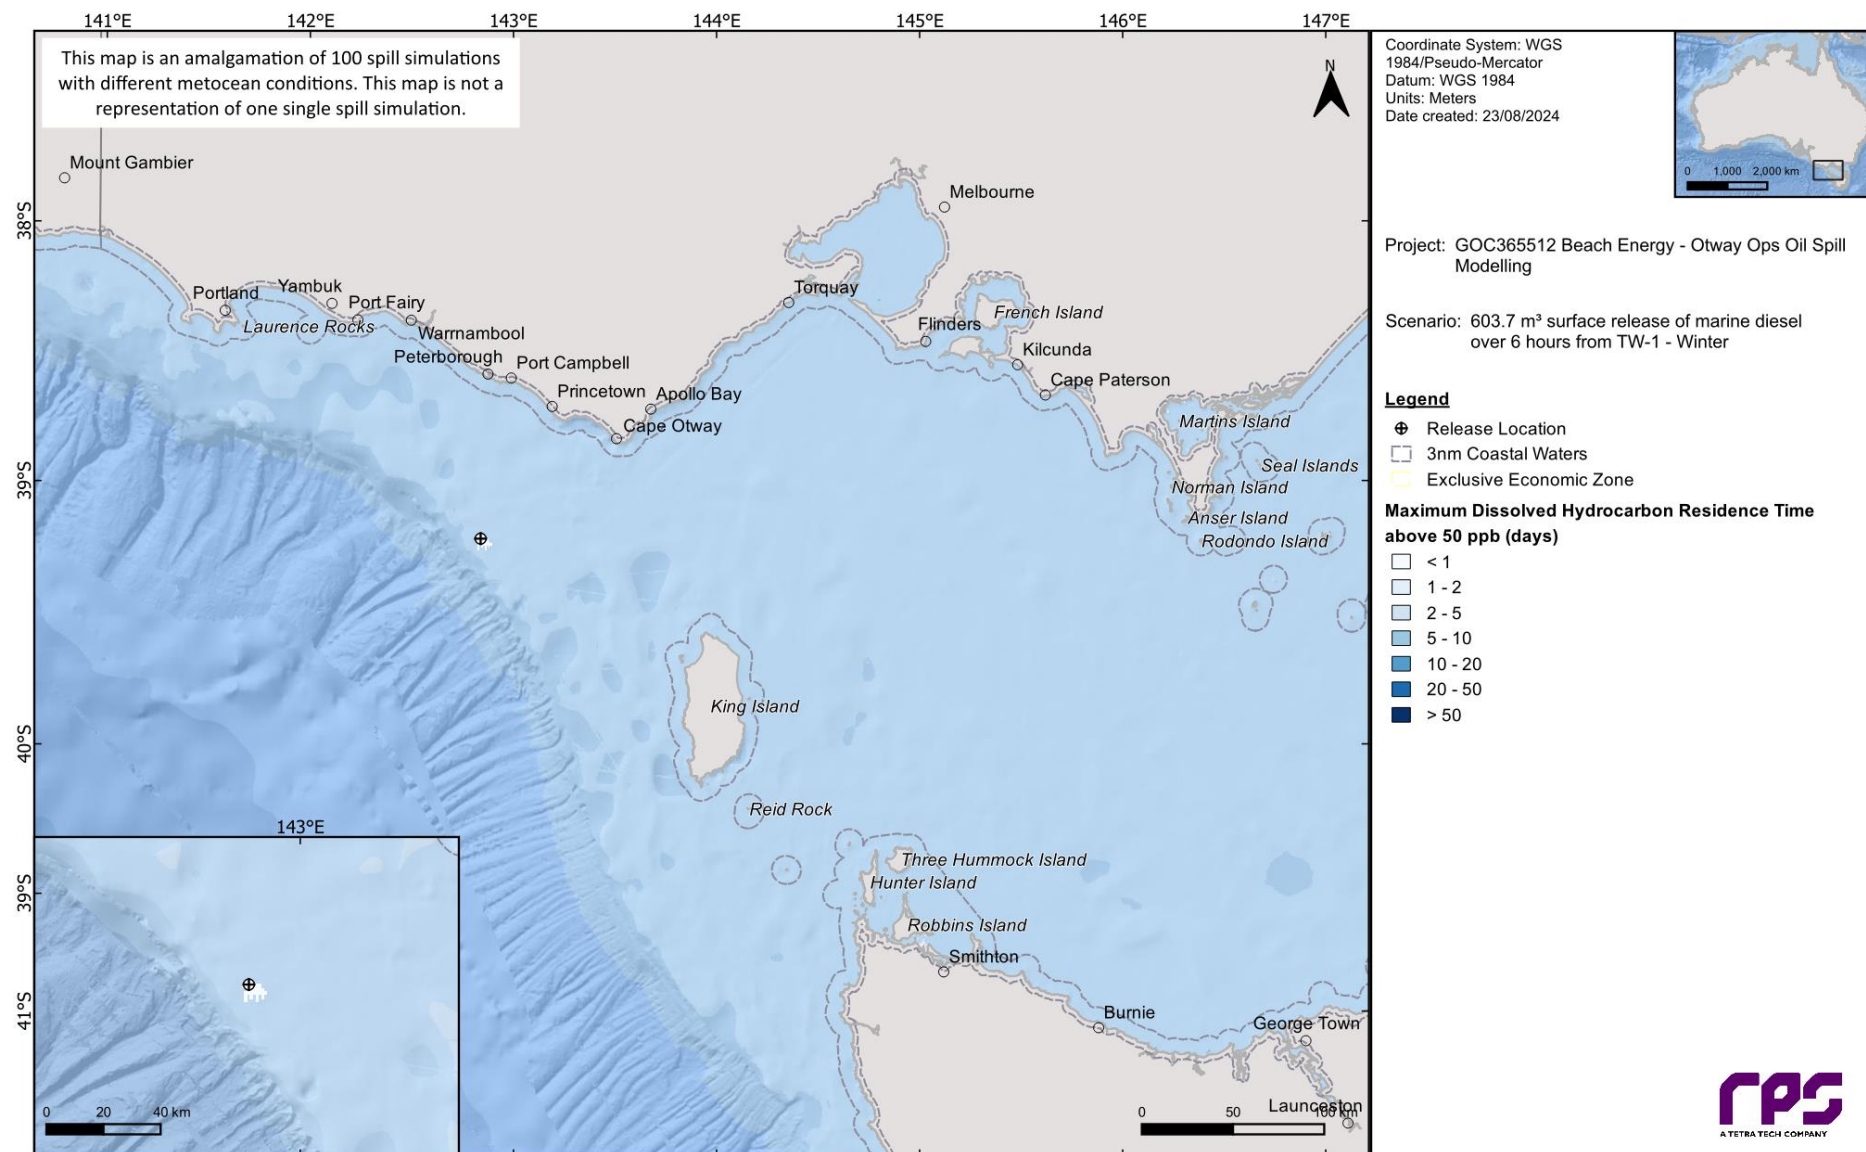 141°E 142°E 143°E 144°E 145°E 146°E 147°E
This map is an amalgamation of 100 spill simulations
with different metocean conditions. This map is not a
representation of one single spill simulation.
N
Mount Gambier
Melbourne
38°S
Portland
Yambuk
Port Fairy
Laurence Rocks
Warrnambool
Torquay
French Island
Flinders
Peterborough
Port Campbell
Kilcunda
Princetown
Apollo Bay
Cape Paterson
Cape Otway
Martins Island
Seal Islands
39°S
Norman Island
Anser Island
Rodondo Island
King Island
40°S
Reid Rock
Three Hummock Island
Hunter Island
Robbins Island
Smithton
41°S
Burnie
George Town
Launceston
0 50 100 km
143°E
39°S
0 20 40 km
Coordinate System: WGS
1984/Pseudo-Mercator
Datum: WGS 1984
Units: Meters
Date created: 23/08/2024
0 1,000 2,000 km
Project: GOC365512 Beach Energy - Otway Ops Oil Spill
Modelling
Scenario: 603.7 m³ surface release of marine diesel
over 6 hours from TW-1 - Winter
Legend
Release Location
3nm Coastal Waters
Exclusive Economic Zone
Maximum Dissolved Hydrocarbon Residence Time
above 50 ppb (days)
< 1
1 - 2
2 - 5
5 - 10
10 - 20
20 - 50
> 50
rps
A TETRA TECH COMPANY